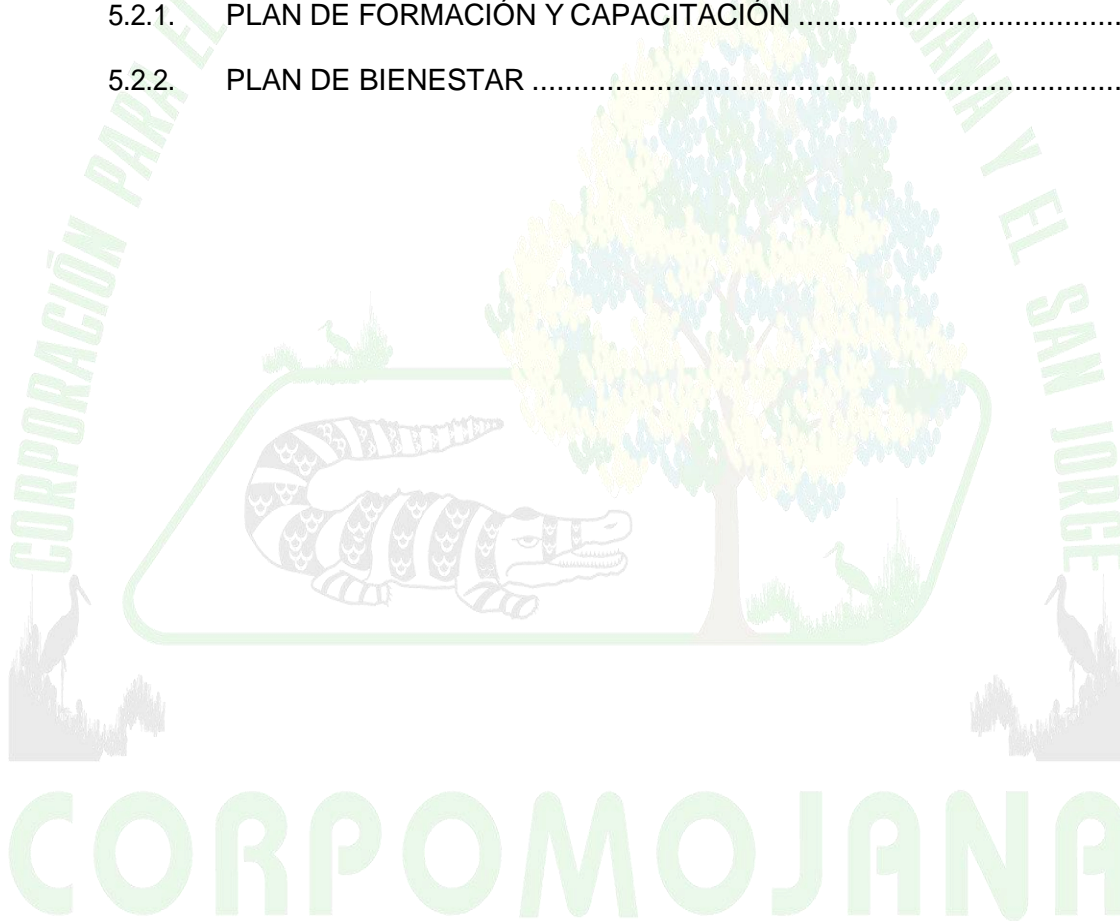 5.2.1. PLAN DE FORMACIÓN Y CAPACITACIÓN ..........................................
5.2.2. PLAN DE BIENESTAR ...........................................................................
CORPORACIÓN PARA EL
MOJANA Y EL SAN JORGE
CORPOMOJANA